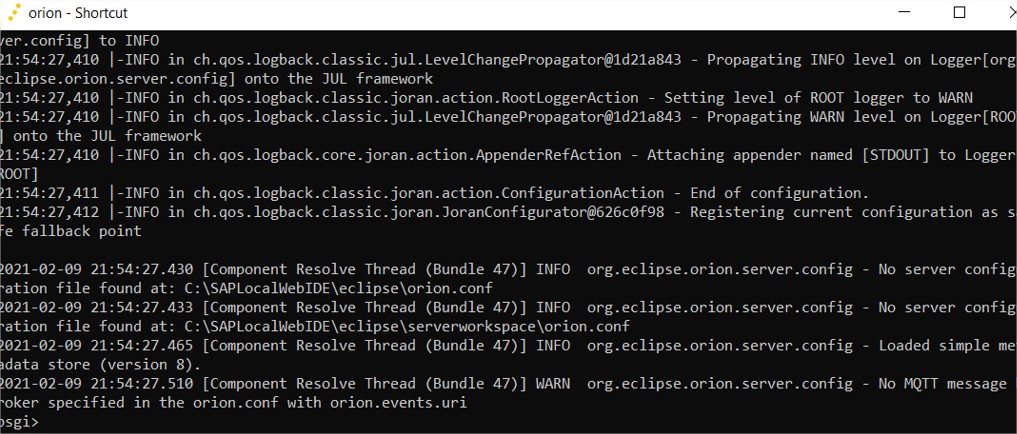 orion - Shortcut
ver.config] to INFO
21:54:27,410 |-INFO in ch.qos.logback.classic.jul.LevelChangePropagator@1d21a843 - Propagating INFO level on Logger[org
eclipse.orion.server.config] onto the JUL framework
21:54:27,410 |-INFO in ch.qos.logback.classic.joran.action.RootLoggerAction - Setting level of ROOT logger to WARN
21:54:27,410 |-INFO in ch.qos.logback.classic.jul.LevelChangePropagator@1d21a843 - Propagating WARN level on Logger[ROO
] onto the JUL framework
21:54:27,410 |-INFO in ch.qos.logback.core.joran.action.AppenderRefAction - Attaching appender named [STDOUT] to Logger
ROOT]
21:54:27,411 |-INFO in ch.qos.logback.classic.joran.action.ConfigurationAction - End of configuration.
21:54:27,412 |-INFO in ch.qos.logback.classic.joran.JoranConfigurator@626c0f98 - Registering current configuration as sa
fe fallback point
2021-02-09 21:54:27.430 [Component Resolve Thread (Bundle 47)] INFO  org.eclipse.orion.server.config - No server config
ration file found at: C:\SAPLocalWebIDE\eclipse\orion.conf
2021-02-09 21:54:27.433 [Component Resolve Thread (Bundle 47)] INFO  org.eclipse.orion.server.config - No server config
ration file found at: C:\SAPLocalWebIDE\eclipse\serverworkspace\orion.conf
2021-02-09 21:54:27.465 [Component Resolve Thread (Bundle 47)] INFO  org.eclipse.orion.server.config - Loaded simple me
adata store (version 8).
2021-02-09 21:54:27.510 [Component Resolve Thread (Bundle 47)] WARN  org.eclipse.orion.server.config - No MQTT message
roker specified in the orion.conf with orion.events.uri
osgi>